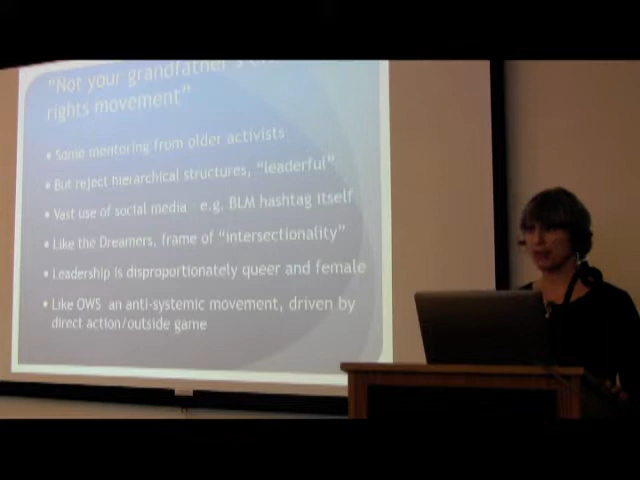 "Not your grandfather's
rights movement"
• Some mentoring from older activists
• But reject hierarchical structures, "leaderful"
• Vast use of social media e.g. BLM hashtag itself
• Like the Dreamers, frame of "intersectionality"
• Leadership is disproportionately queer and female
• Like OWS an anti-systemic movement, driven by
direct action/outside game